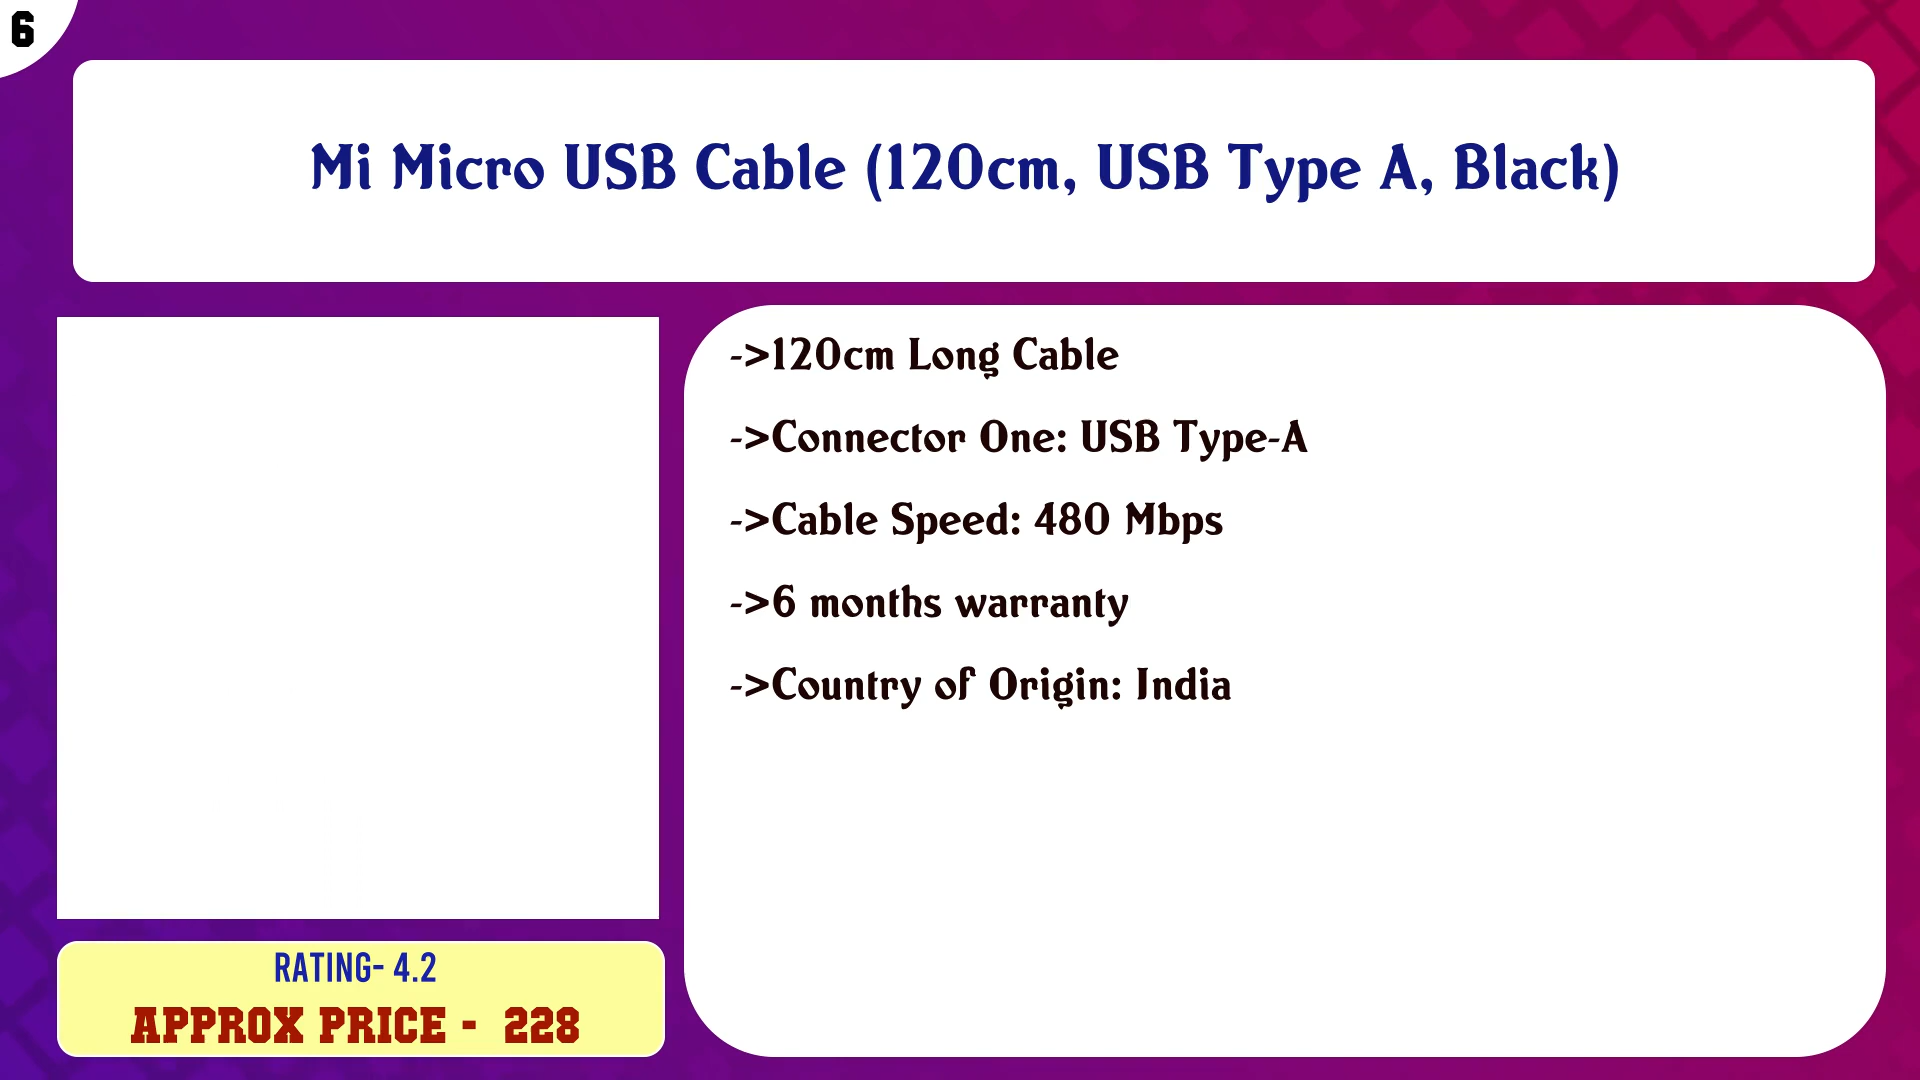 6
Mi Micro USB Cable (120cm, USB Type A, Black)
->120cm Long Cable
->Connector One: USB Type-A
->Cable Speed: 480 Mbps
->6 months warranty
->Country of Origin: India
RATING- 4.2
APPROX PRICE - 228